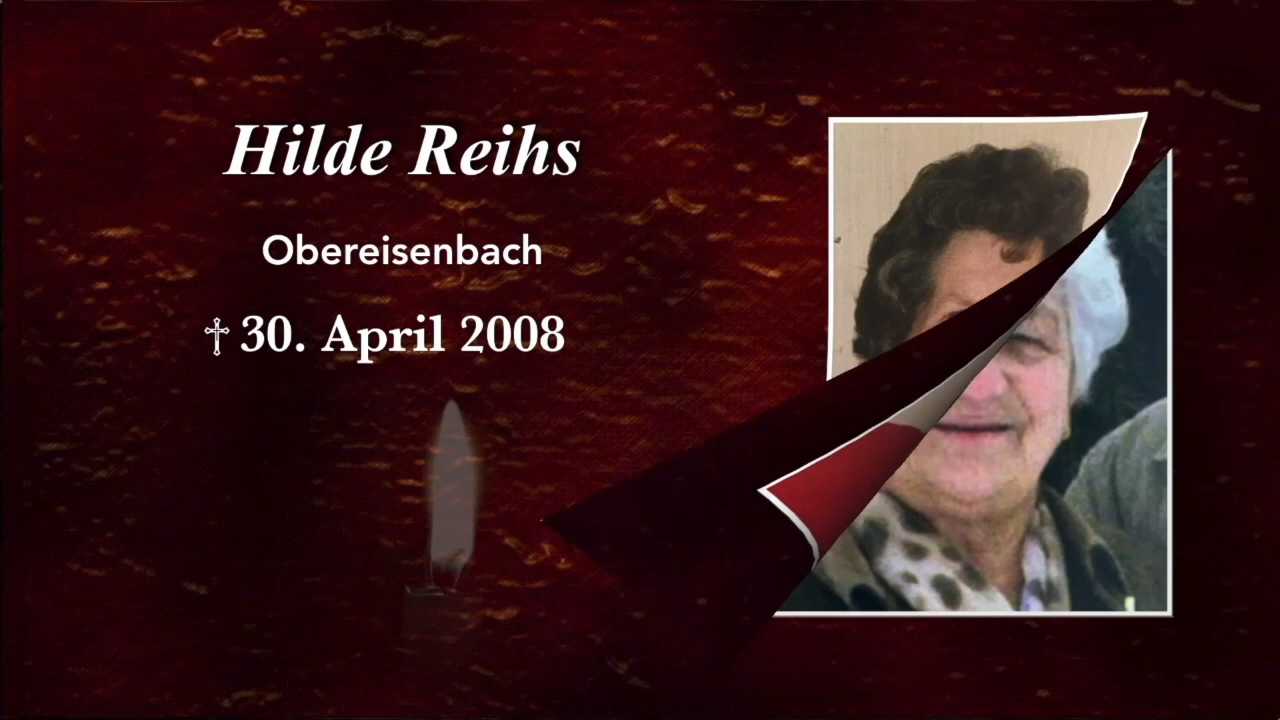 Hilde Reihs
Obereisenbach
† 30. April 2008